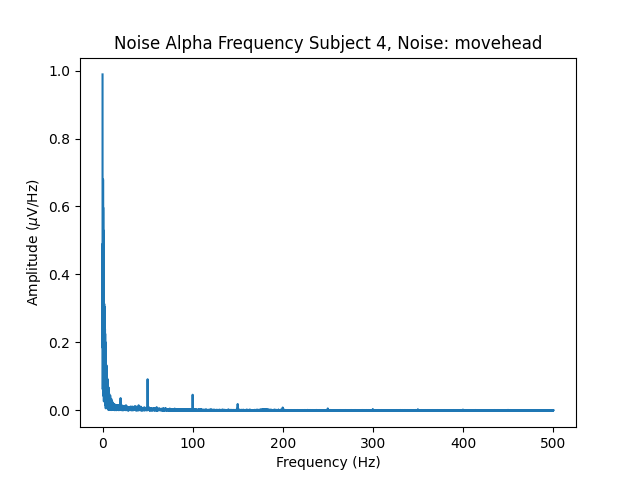 Noise Alpha Frequency Subject 4, Noise: movehead
1.0
0.8
0.6
0.4
0.2
0.0
Amplitude (μV/Hz)
0 100 200 300 400 500
Frequency (Hz)